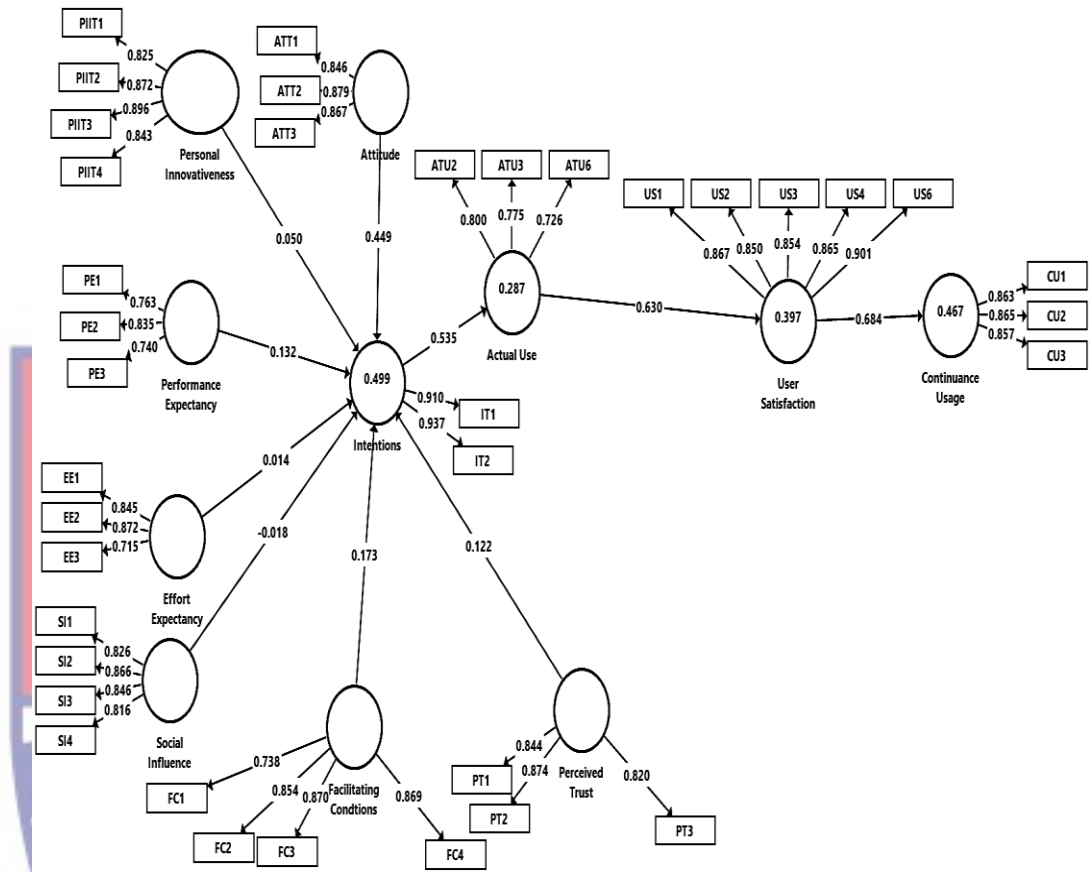 PIIT1
0.825
PIIT2
0.872
PIIT3
0.896
0.843
PIIT4
Personal
Innovativeness
ATT1
0.846
ATT2
0.879
0.867
ATT3
Attitude
0.050
0.449
ATU2
ATU3
ATU6
0.800
0.775
0.726
0.287
Actual Use
US1
US2
US3
US4
US6
0.867
0.850
0.854
0.865
0.901
0.630
0.397
User
Satisfaction
0.684
0.467
Continuance
Usage
CU1
0.863
0.865
CU2
0.857
CU3
PE1
0.763
PE2
0.835
0.740
PE3
Performance
Expectancy
0.132
0.535
0.499
Intentions
0.910
IT1
0.937
IT2
EE1
0.845
EE2
0.872
0.715
EE3
Effort
Expectancy
0.014
-0.018
0.173
0.122
SI1
0.826
SI2
0.866
0.846
SI3
0.816
SI4
Social
Influence
0.738
FC1
0.854
0.870
0.869
FC2
FC3
FC4
Facilitating
Condtions
0.844
PT1
0.874
PT2
0.820
PT3
Perceived
Trust